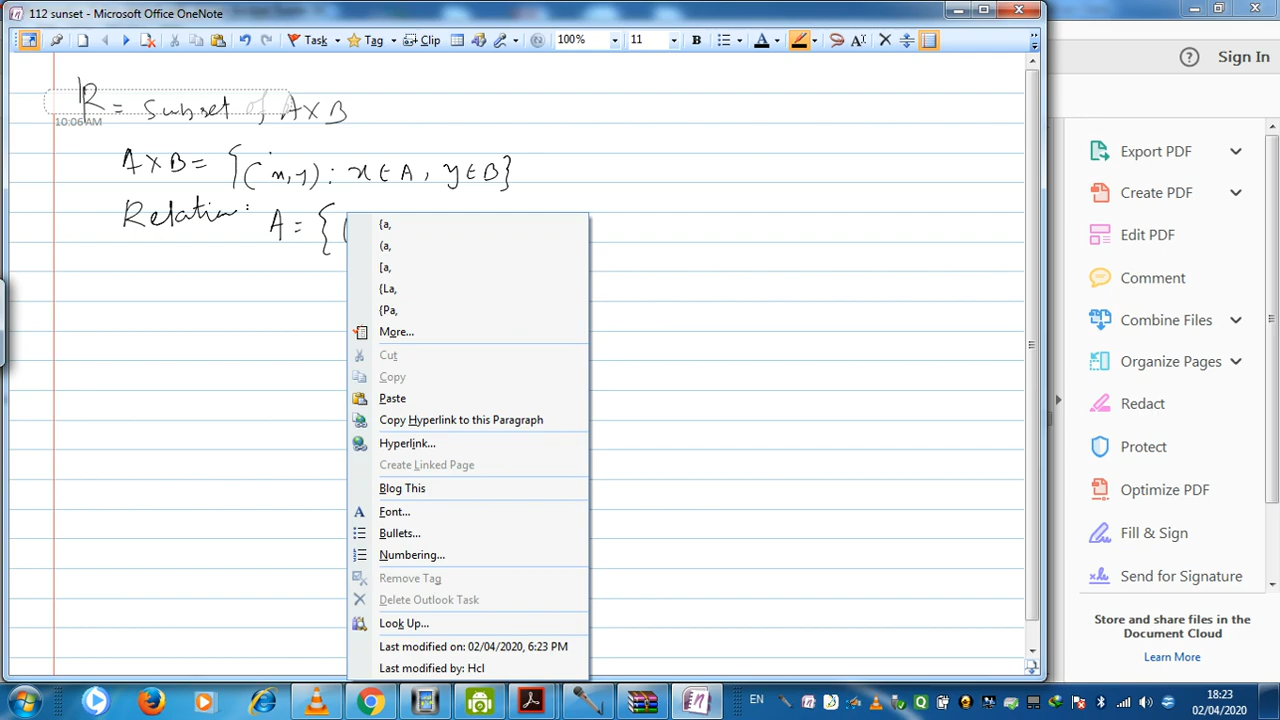 112 sunset - Microsoft Office OneNote
Task Tag Clip 100% 11 B A
Sign In
R = Subset of A×B
10:06 AM
A×B = {(x,y) : x∈A, y∈B}
Relation: A = {
{a,
(a,
[a,
{La,
{Pa,
More...
Cut
Copy
Paste
Copy Hyperlink to this Paragraph
Hyperlink...
Create Linked Page
Blog This
Font...
Bullets...
Numbering...
Remove Tag
Delete Outlook Task
Look Up...
Last modified on: 02/04/2020, 6:23 PM
Last modified by: Hcl
Export PDF
Create PDF
Edit PDF
Comment
Combine Files
Organize Pages
Redact
Protect
Optimize PDF
Fill & Sign
Send for Signature
Store and share files in the
Document Cloud
Learn More
EN
18:23
02/04/2020